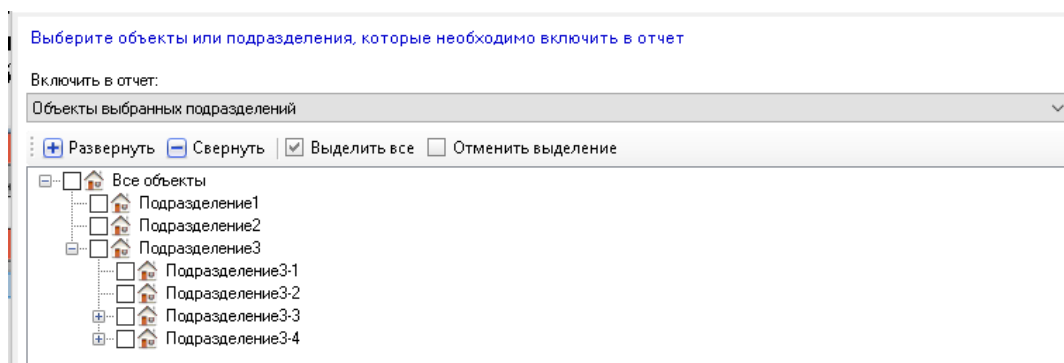 Выберите объекты или подразделения, которые необходимо включить в отчет
Включить в отчет:
Объекты выбранных подразделений
Развернуть Свернуть Выделить все Отменить выделение
Все объекты
Подразделение1
Подразделение2
Подразделение3
Подразделение3-1
Подразделение3-2
Подразделение3-3
Подразделение3-4